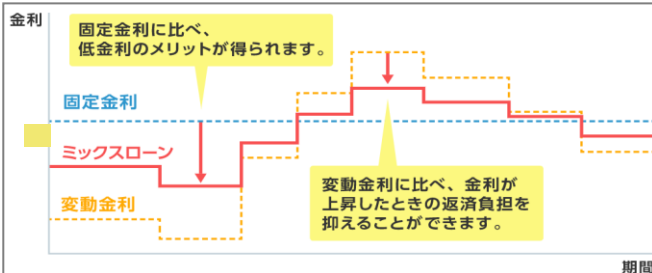 金利
固定金利に比べ、
低金利のメリットが得られます。
固定金利
ミックスローン
変動金利
変動金利に比べ、金利が
上昇したときの返済負担を
抑えることができます。
期間